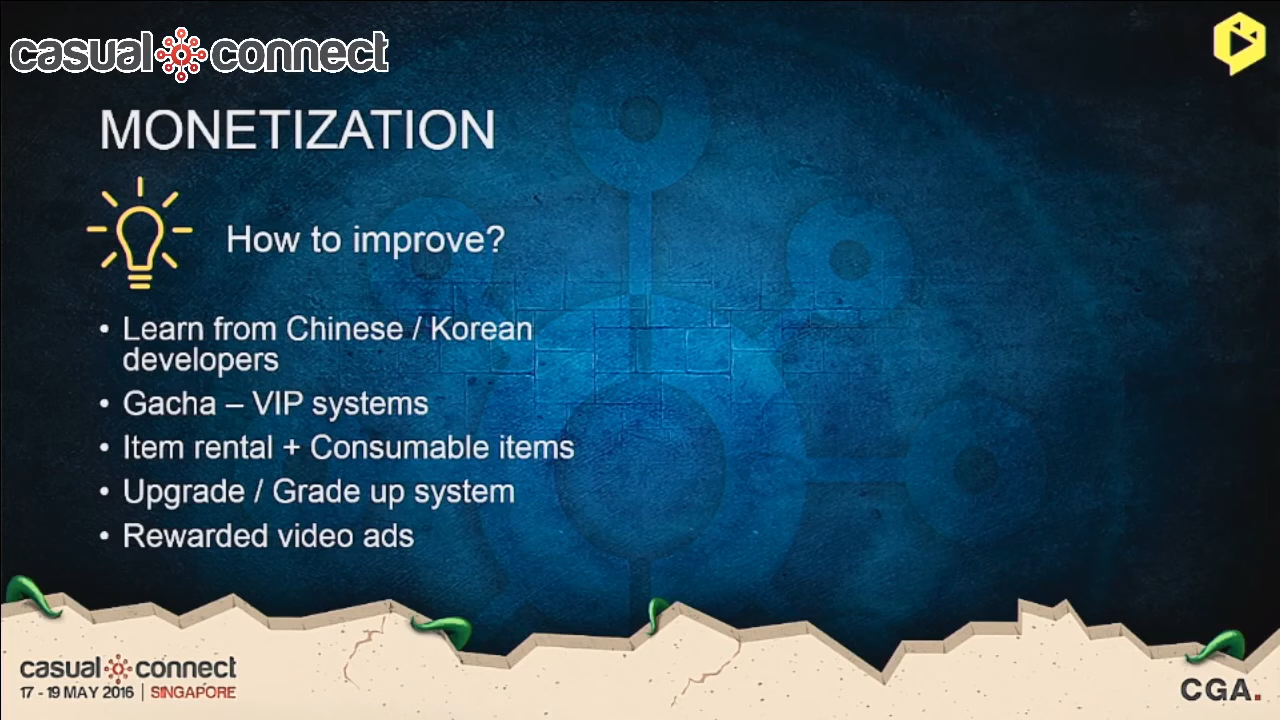 casual connect
MONETIZATION
How to improve?
• Learn from Chinese / Korean
developers
• Gacha – VIP systems
• Item rental + Consumable items
• Upgrade / Grade up system
• Rewarded video ads
casual connect
17 - 19 MAY 2016 | SINGAPORE
CGA.